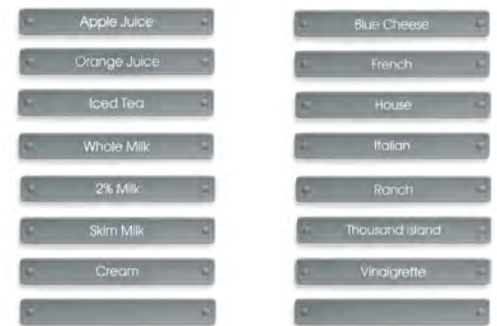 Apple Juice
Orange Juice
Iced Tea
Whole Milk
2% Milk
Skim Milk
Cream
Blue Cheese
French
House
Italian
Ranch
Thousand Island
Vinaigrette